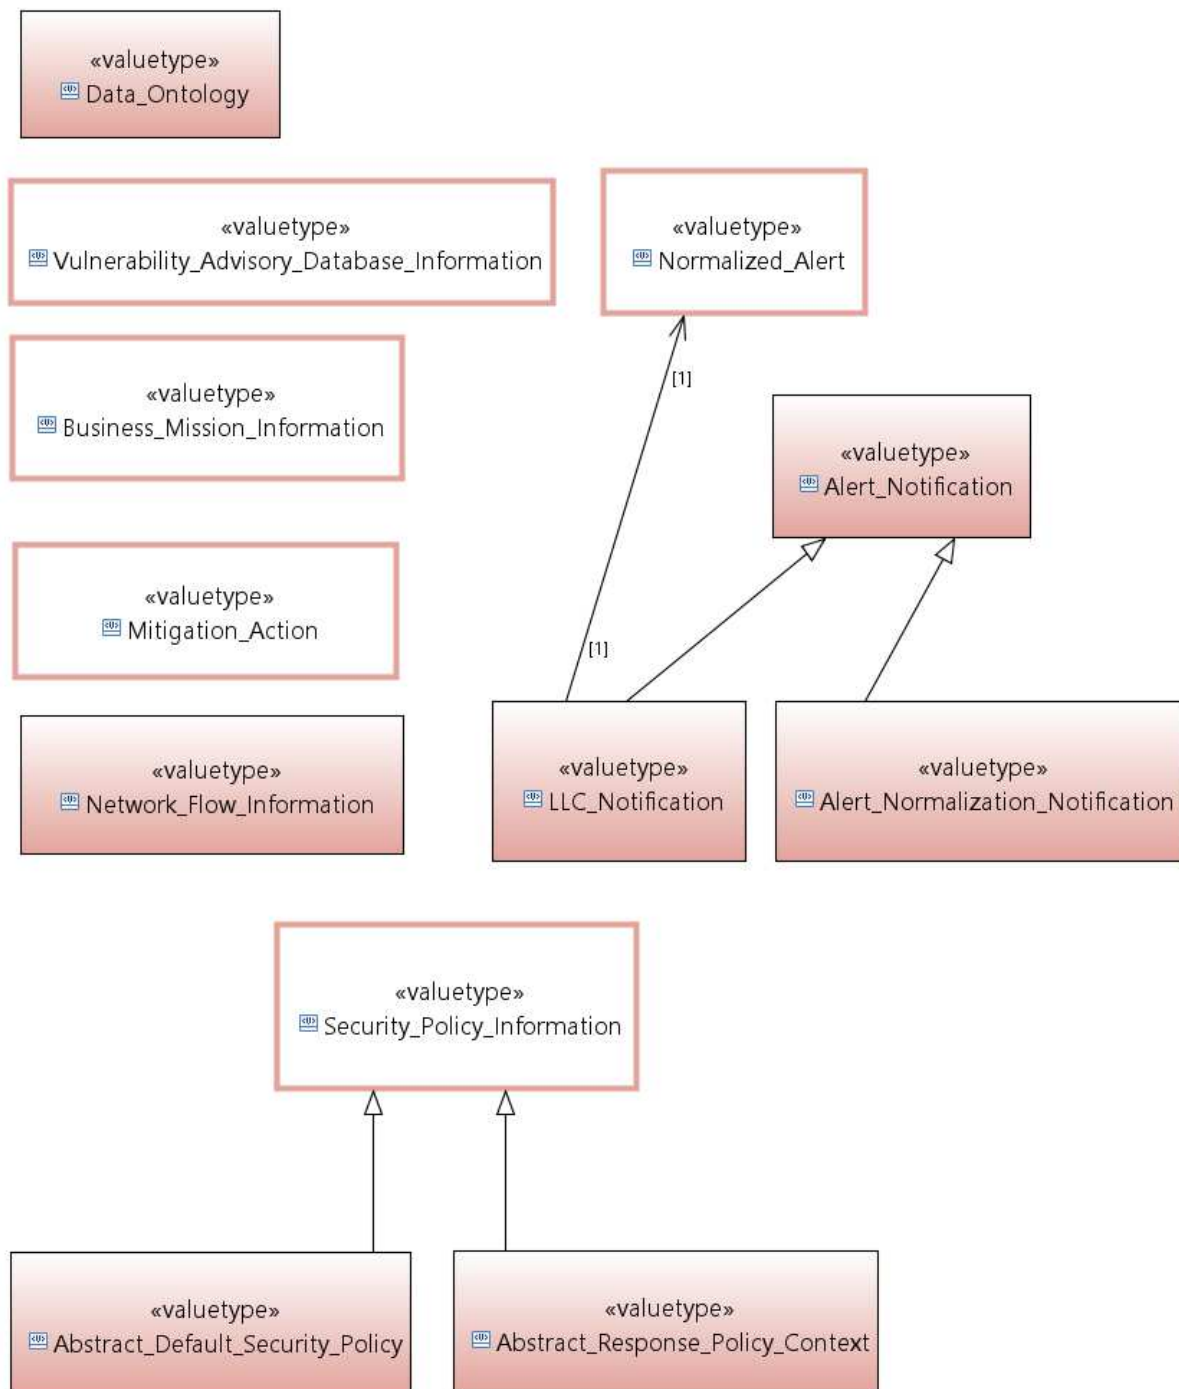 «valuetype»
Data_Ontology
«valuetype»
Vulnerability_Advisory_Database_Information
«valuetype»
Normalized_Alert
«valuetype»
Business_Mission_Information
[1]
«valuetype»
Alert_Notification
«valuetype»
Mitigation_Action
[1]
«valuetype»
Network_Flow_Information
«valuetype»
LLC_Notification
«valuetype»
Alert_Normalization_Notification
«valuetype»
Security_Policy_Information
«valuetype»
Abstract_Default_Security_Policy
«valuetype»
Abstract_Response_Policy_Context